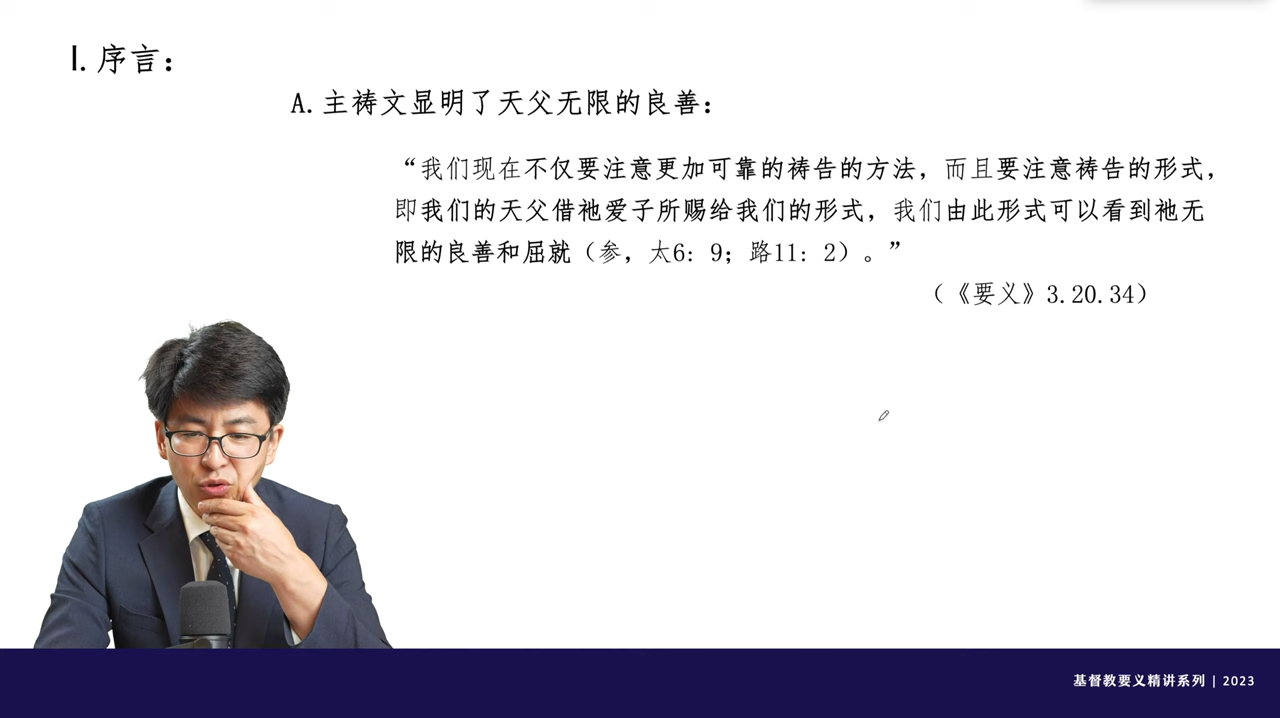 I. 序言：
A. 主祷文显明了天父无限的良善：
“我们现在不仅要注意更加可靠的祷告的方法，而且要注意祷告的形式，
即我们的天父借祂爱子所赐给我们的形式，我们由此形式可以看到祂无
限的良善和屈就（参，太6：9；路11：2）。”
（《要义》3.20.34）
基督教要义精讲系列 | 2023